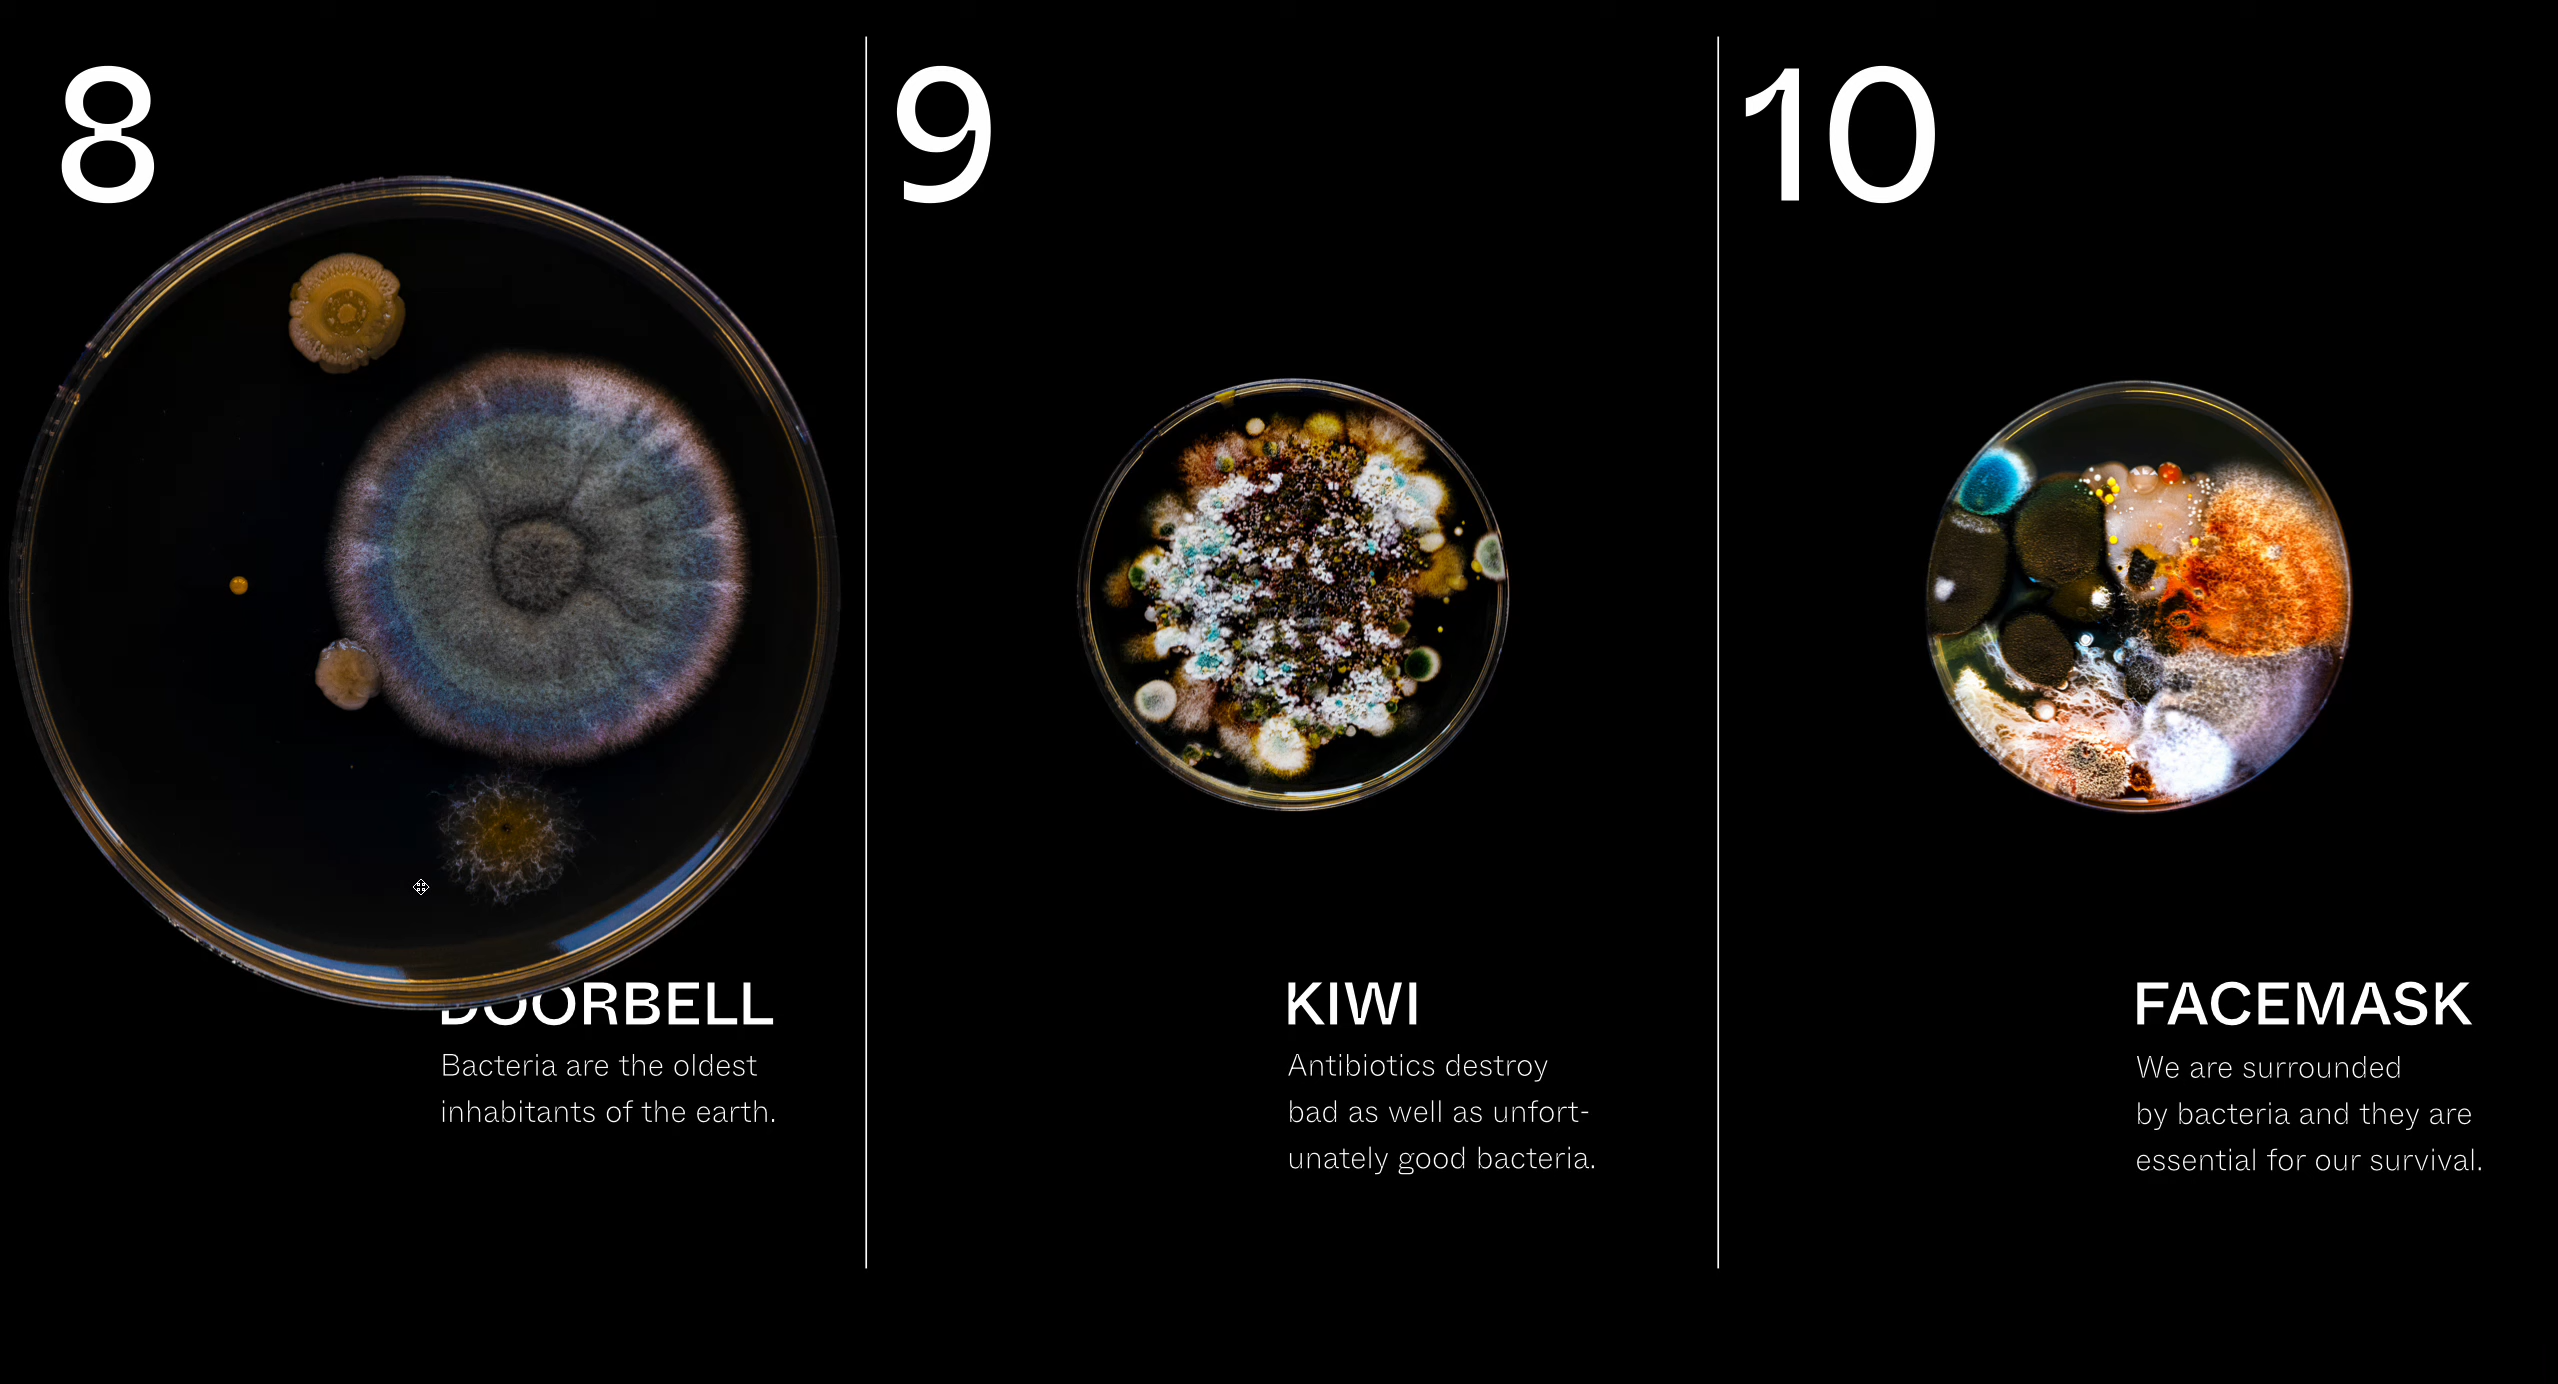 8
DOORBELL
Bacteria are the oldest
inhabitants of the earth.
9
KIWI
Antibiotics destroy
bad as well as unfort-
unately good bacteria.
10
FACEMASK
We are surrounded
by bacteria and they are
essential for our survival.